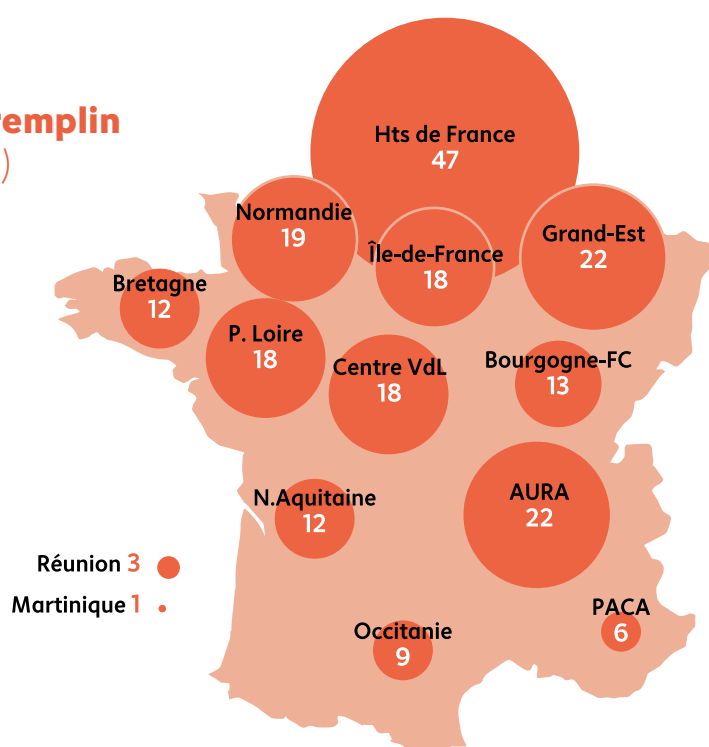 remplin
)
Hts de France
47
Normandie
19
Île-de-France
18
Grand-Est
22
Bretagne
12
P. Loire
18
Centre VdL
18
Bourgogne-FC
13
N.Aquitaine
12
AURA
22
Réunion 3
Martinique 1
Occitanie
9
PACA
6